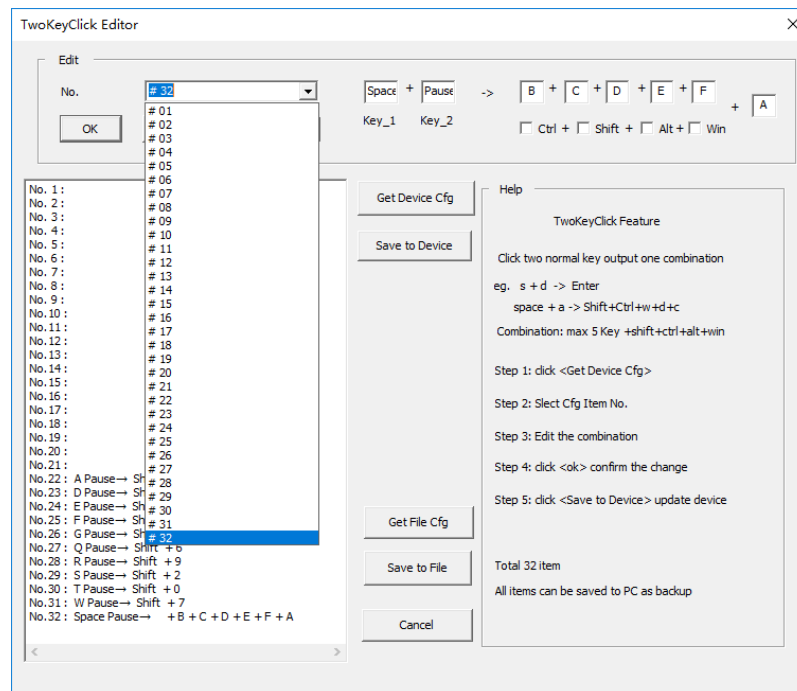 TwoKeyClick Editor
Edit
No.
# 32
Space + Pause -> B + C + D + E + F + A
OK
Key_1 Key_2
Ctrl + Shift + Alt + Win
# 01
# 02
# 03
# 04
# 05
# 06
# 07
# 08
# 09
# 10
# 11
# 12
# 13
# 14
# 15
# 16
# 17
# 18
# 19
# 20
# 21
# 22
# 23
# 24
# 25
# 26
# 27
# 28
# 29
# 30
# 31
# 32
No. 1 :
No. 2 :
No. 3 :
No. 4 :
No. 5 :
No. 6 :
No. 7 :
No. 8 :
No. 9 :
No.10 :
No.11 :
No.12 :
No.13 :
No.14 :
No.15 :
No.16 :
No.17 :
No.18 :
No.19 :
No.20 :
No.21 :
No.22 : A Pause→ Sh
No.23 : D Pause→ Sh
No.24 : E Pause→ Sh
No.25 : F Pause→ Sh
No.26 : G Pause→ Sh
No.27 : Q Pause→ Shift + 6
No.28 : R Pause→ Shift + 9
No.29 : S Pause→ Shift + 2
No.30 : T Pause→ Shift + 0
No.31 : W Pause→ Shift + 7
No.32 : Space Pause→ + B + C + D + E + F + A
Get Device Cfg
Save to Device
Get File Cfg
Save to File
Cancel
Help
TwoKeyClick Feature
Click two normal key output one combination
eg. s + d -> Enter
space + a -> Shift+Ctrl+w+d+c
Combination: max 5 Key +shift+ctrl+alt+win
Step 1: click <Get Device Cfg>
Step 2: Slect Cfg Item No.
Step 3: Edit the combination
Step 4: click <ok> confirm the change
Step 5: click <Save to Device> update device
Total 32 item
All items can be saved to PC as backup